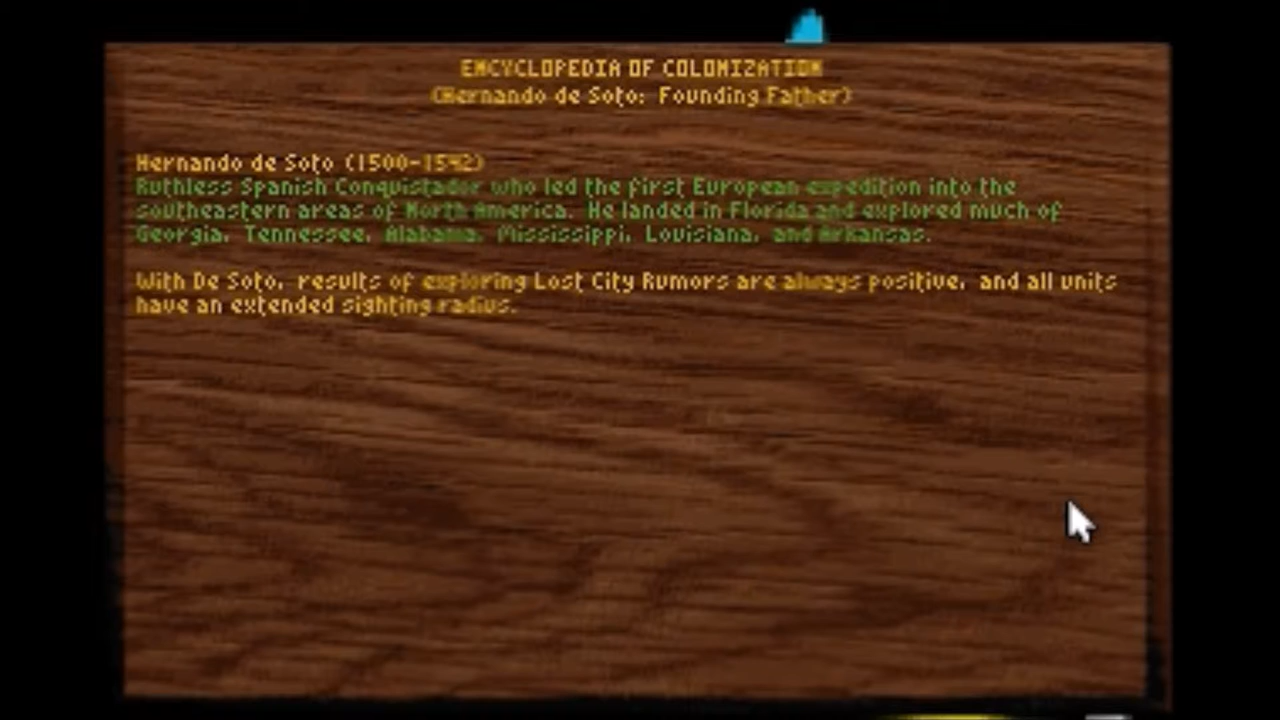 ENCYCLOPEDIA OF COLONIZATION
(Hernando de Soto: Founding Father)
Hernando de Soto (1500-1542)
Ruthless Spanish Conquistador who led the first European expedition into the
southeastern areas of North America. He landed in Florida and explored much of
Georgia, Tennessee, Alabama, Mississippi, Louisiana, and Arkansas.
With De Soto, results of exploring Lost City Rumors are always positive, and all units
have an extended sighting radius.